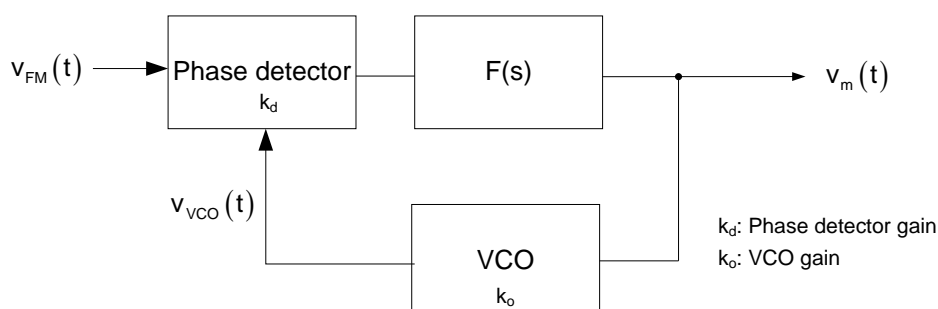 v_FM(t)
Phase detector
k_d
F(s)
v_m(t)
v_VCO(t)
VCO
k_o
k_d: Phase detector gain
k_o: VCO gain